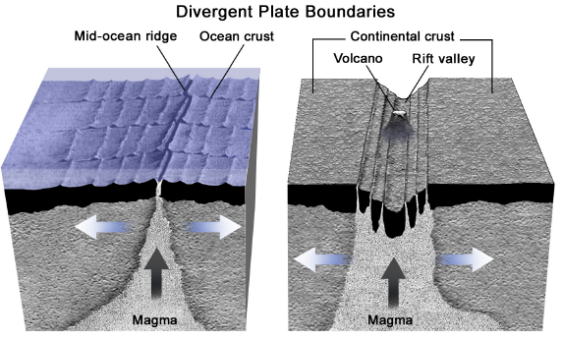 Divergent Plate Boundaries
Mid-ocean ridge
Ocean crust
Continental crust
Volcano
Rift valley
Magma
Magma